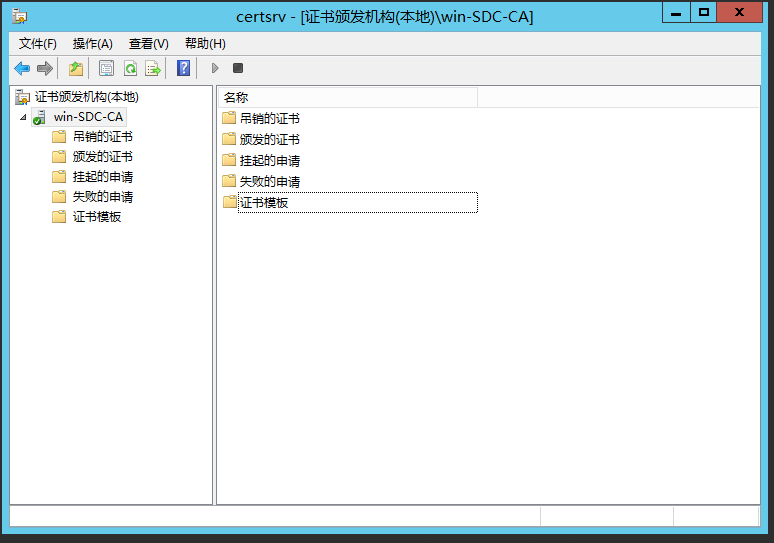 certsrv - [证书颁发机构(本地)\win-SDC-CA]
文件(F) 操作(A) 查看(V) 帮助(H)
证书颁发机构(本地)
win-SDC-CA
吊销的证书
颁发的证书
挂起的申请
失败的申请
证书模板
名称
吊销的证书
颁发的证书
挂起的申请
失败的申请
证书模板